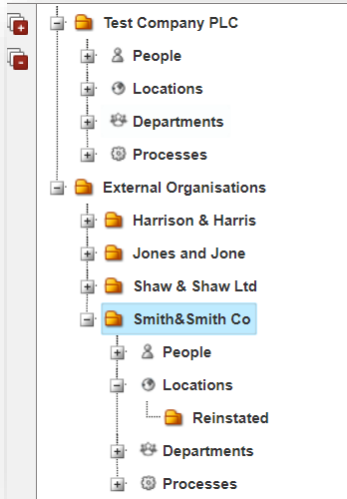 Test Company PLC
People
Locations
Departments
Processes
External Organisations
Harrison & Harris
Jones and Jone
Shaw & Shaw Ltd
Smith&Smith Co
People
Locations
Reinstated
Departments
Processes